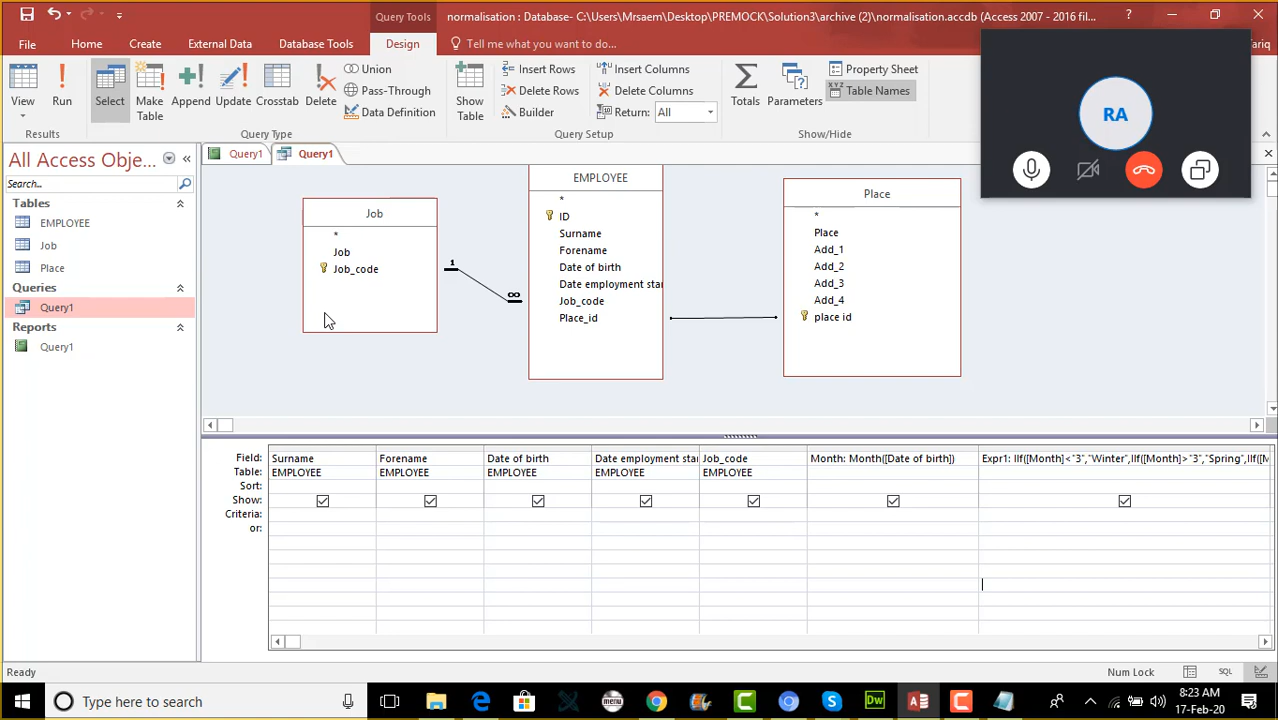 Query Tools
normalisation : Database- C:\Users\Mrsaem\Desktop\PREMOCK\Solution3\archive (2)\normalisation.accdb (Access 2007 - 2016 fil...
File
Home
Create
External Data
Database Tools
Design
Tell me what you want to do...
ariq
View
Run
Select
Make Table
Append
Update
Crosstab
Delete
Union
Pass-Through
Data Definition
Show Table
Insert Rows
Delete Rows
Builder
Insert Columns
Delete Columns
Return: All
Totals
Parameters
Property Sheet
XYZ Table Names
Results
Query Type
Query Setup
Show/Hide
RA
All Access Obje...
Search...
Tables
EMPLOYEE
Job
Place
Queries
Query1
Reports
Query1
Query1
Query1
Job
*
Job
Job_code
1
∞
EMPLOYEE
*
ID
Surname
Forename
Date of birth
Date employment star
Job_code
Place_id
Place
*
Place
Add_1
Add_2
Add_3
Add_4
place id
Field: Surname Forename Date of birth Date employment star Job_code Month: Month([Date of birth]) Expr1: IIf([Month]<"3","Winter",IIf([Month]>"3","Spring",IIf([M
Table: EMPLOYEE EMPLOYEE EMPLOYEE EMPLOYEE EMPLOYEE
Sort:
Show:
Criteria:
or:
Ready
Num Lock
SQL
Type here to search
menu
Dw
8:23 AM
17-Feb-20